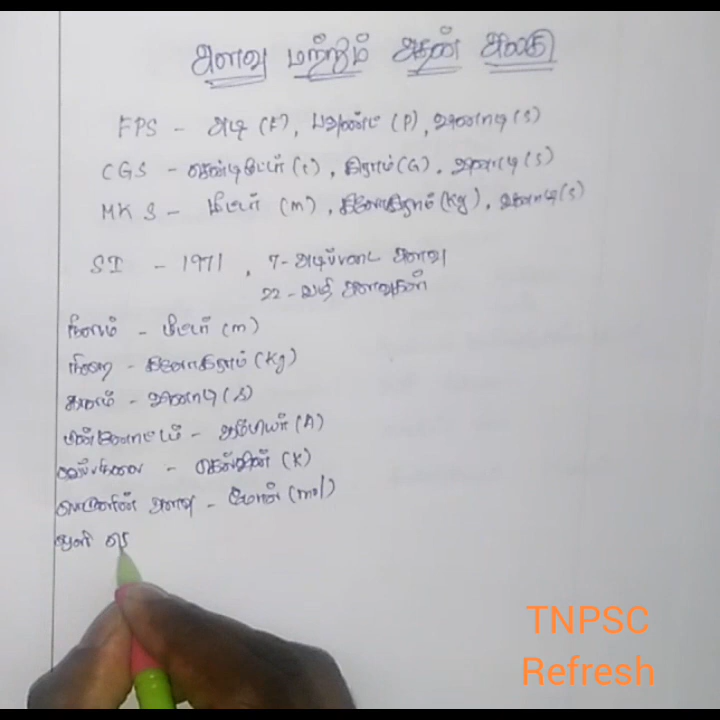 அளவு மற்றும் அதன் அலகு
FPS - அடி (F), பவுண்ட் (P), வினாடி (S)
CGS - சென்டிமீட்டர் (C), கிராம் (G), வினாடி (S)
MKS - மீட்டர் (m), கிலோகிராம் (kg), வினாடி (S)
SI - 1971, 7 - அடிப்படை அளவு
22 - வழி அளவுகள்
நீளம் - மீட்டர் (m)
நிறை - கிலோகிராம் (Kg)
காலம் - வினாடி (S)
மின்னோட்டம் - ஆம்பியர் (A)
வெப்பநிலை - கெல்வின் (K)
பொருளின் அளவு - மோல் (mol)
ஒளி செ
TNPSC
Refresh